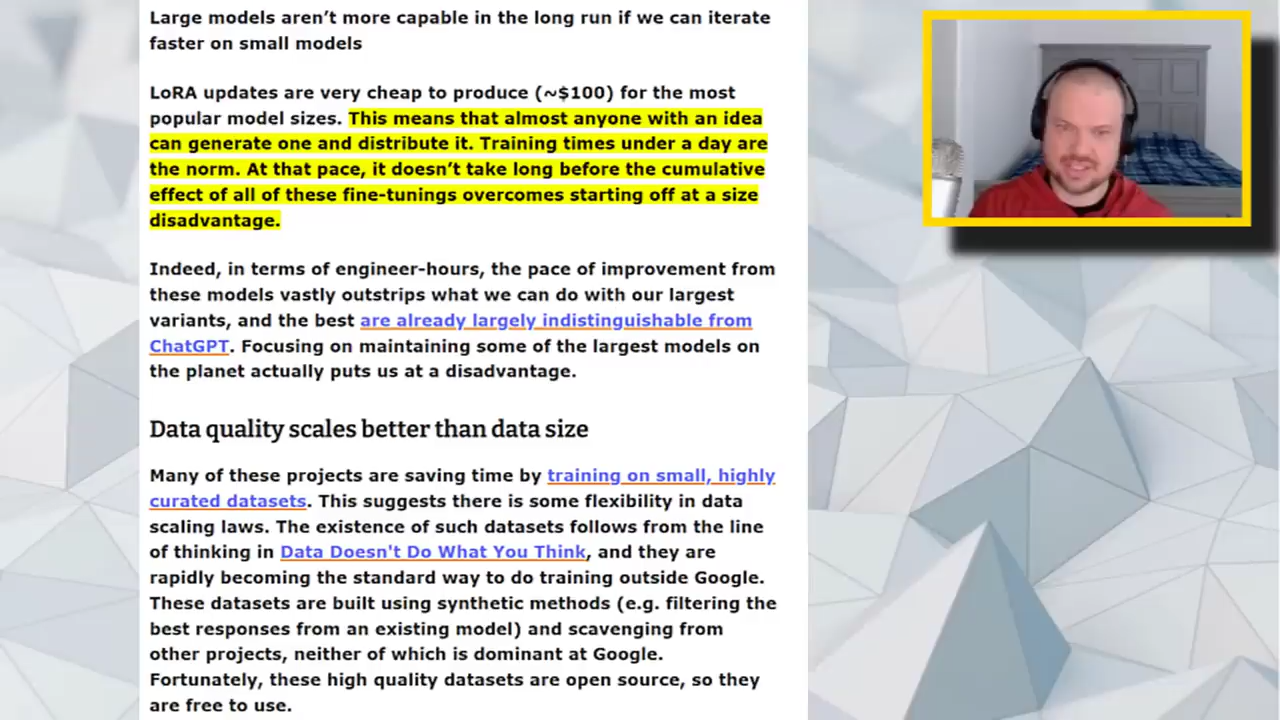 Large models aren’t more capable in the long run if we can iterate
faster on small models
LoRA updates are very cheap to produce (~$100) for the most
popular model sizes. This means that almost anyone with an idea
can generate one and distribute it. Training times under a day are
the norm. At that pace, it doesn’t take long before the cumulative
effect of all of these fine-tunings overcomes starting off at a size
disadvantage.
Indeed, in terms of engineer-hours, the pace of improvement from
these models vastly outstrips what we can do with our largest
variants, and the best are already largely indistinguishable from
ChatGPT. Focusing on maintaining some of the largest models on
the planet actually puts us at a disadvantage.
Data quality scales better than data size
Many of these projects are saving time by training on small, highly
curated datasets. This suggests there is some flexibility in data
scaling laws. The existence of such datasets follows from the line
of thinking in Data Doesn't Do What You Think, and they are
rapidly becoming the standard way to do training outside Google.
These datasets are built using synthetic methods (e.g. filtering the
best responses from an existing model) and scavenging from
other projects, neither of which is dominant at Google.
Fortunately, these high quality datasets are open source, so they
are free to use.